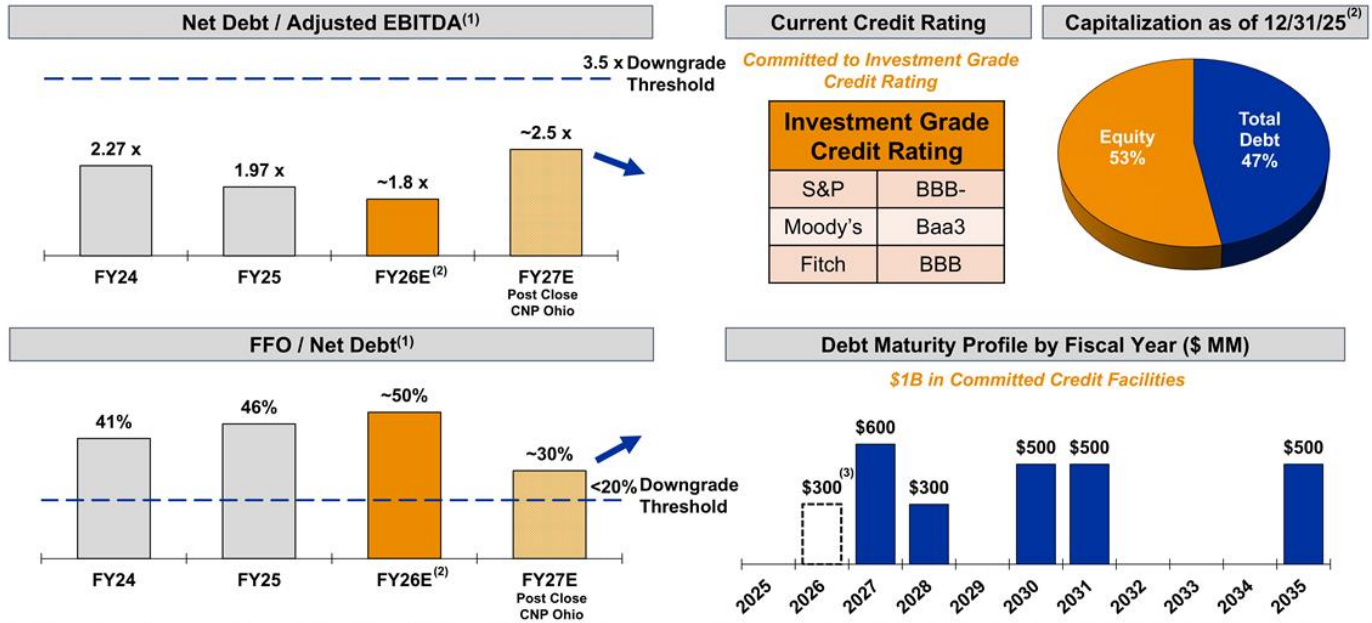 Net Debt / Adjusted EBITDA(1)
3.5 x Downgrade
Threshold
2.27 x
1.97 x
~1.8 x
~2.5 x
FY24
FY25
FY26E(2)
FY27E
Post Close
CNP Ohio
Current Credit Rating
Committed to Investment Grade
Credit Rating
Investment Grade
Credit Rating
S&P BBB-
Moody's Baa3
Fitch BBB
Capitalization as of 12/31/25(2)
Equity
53%
Total
Debt
47%
FFO / Net Debt(1)
41%
46%
~50%
~30%
<20% Downgrade
Threshold
FY24
FY25
FY26E(2)
FY27E
Post Close
CNP Ohio
Debt Maturity Profile by Fiscal Year ($ MM)
$1B in Committed Credit Facilities
$300(3)
$600
$300
$500
$500
$500
2025
2026
2027
2028
2029
2030
2031
2032
2033
2034
2035